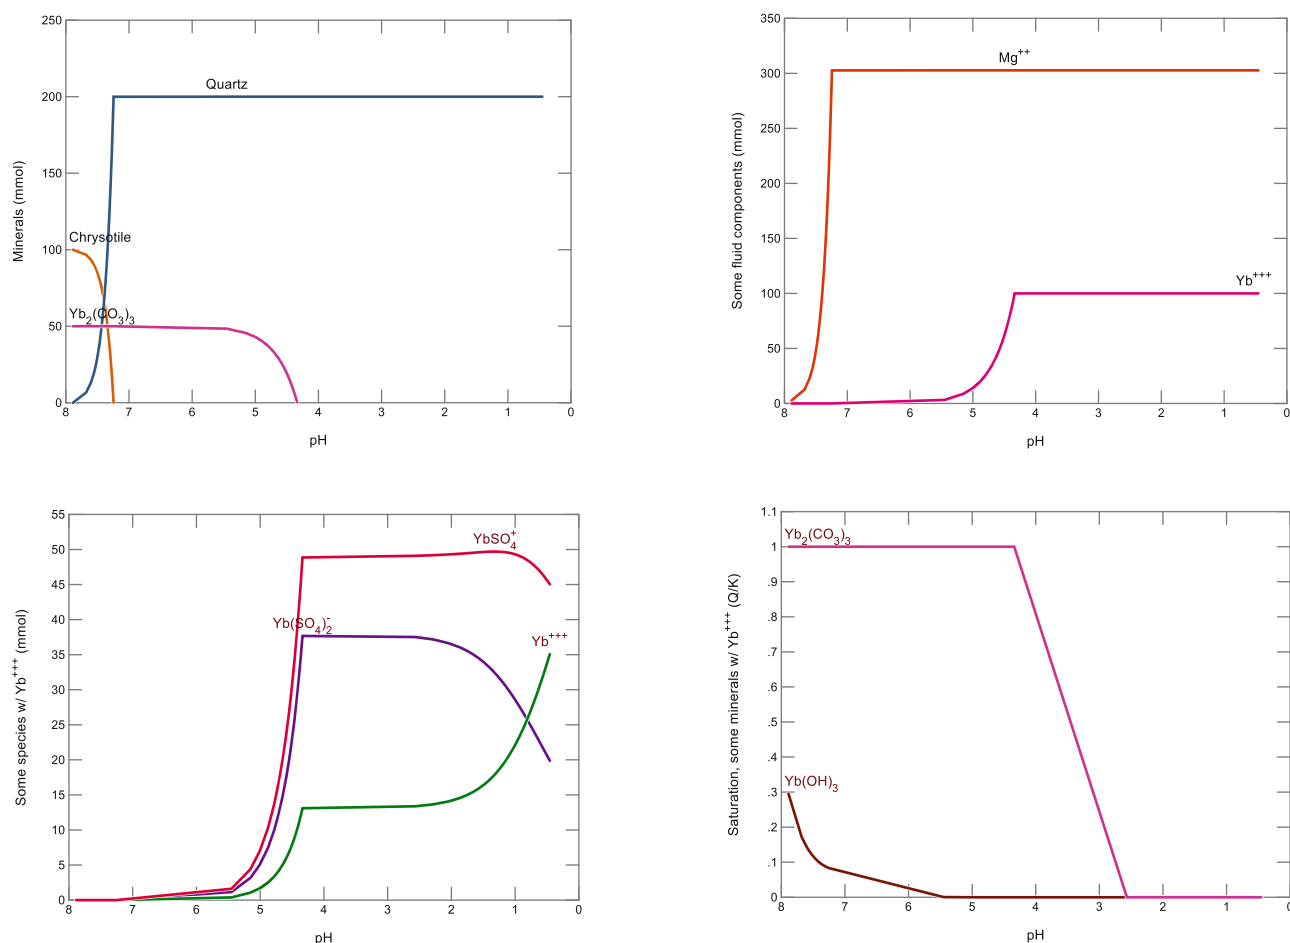 250
200
150
100
50
0
Minerals (mmol)
Quartz
Chrysotile
Yb2(CO3)3
8 7 6 5 4 3 2 1 0
pH
350
300
250
200
150
100
50
0
Some fluid components (mmol)
Mg++
Yb+++
8 7 6 5 4 3 2 1 0
pH
55
50
45
40
35
30
25
20
15
10
5
0
Some species w/ Yb+++ (mmol)
YbSO4+
Yb(SO4)2-
Yb+++
8 7 6 5 4 3 2 1 0
pH
1.1
1
.9
.8
.7
.6
.5
.4
.3
.2
.1
0
Saturation, some minerals w/ Yb+++ (Q/K)
Yb2(CO3)3
Yb(OH)3
8 7 6 5 4 3 2 1 0
pH